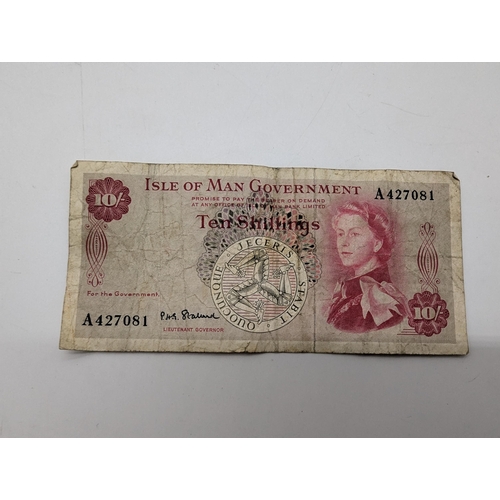 ISLE OF MAN GOVERNMENT
PROMISE TO PAY THE BEARER ON DEMAND
AT ANY OFFICE OF MAN BANK LIMITED
Ten Shillings
10/-
A427081
QUOCUNQUE JECERIS STABIT
For the Government
A427081
LIEUTENANT GOVERNOR
10/-